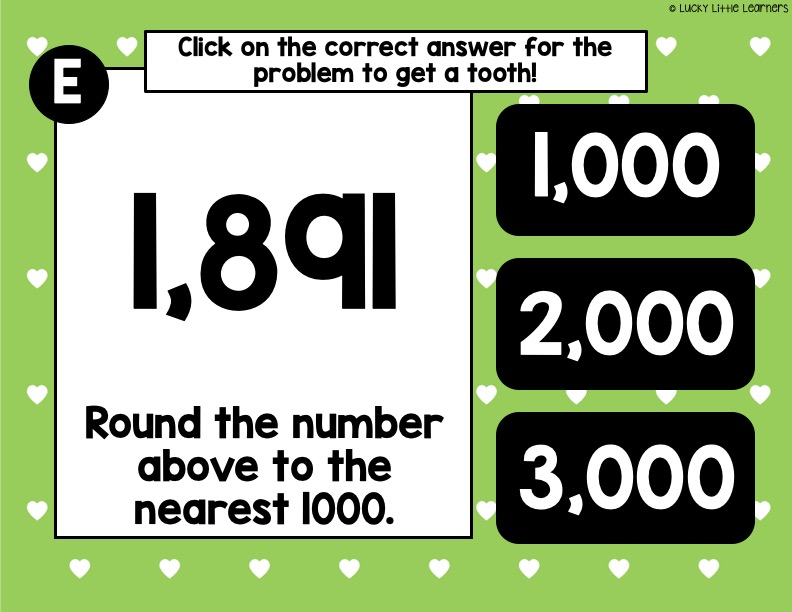 © Lucky Little Learners
Click on the correct answer for the
problem to get a tooth!
E
1,891
Round the number
above to the
nearest 1000.
1,000
2,000
3,000